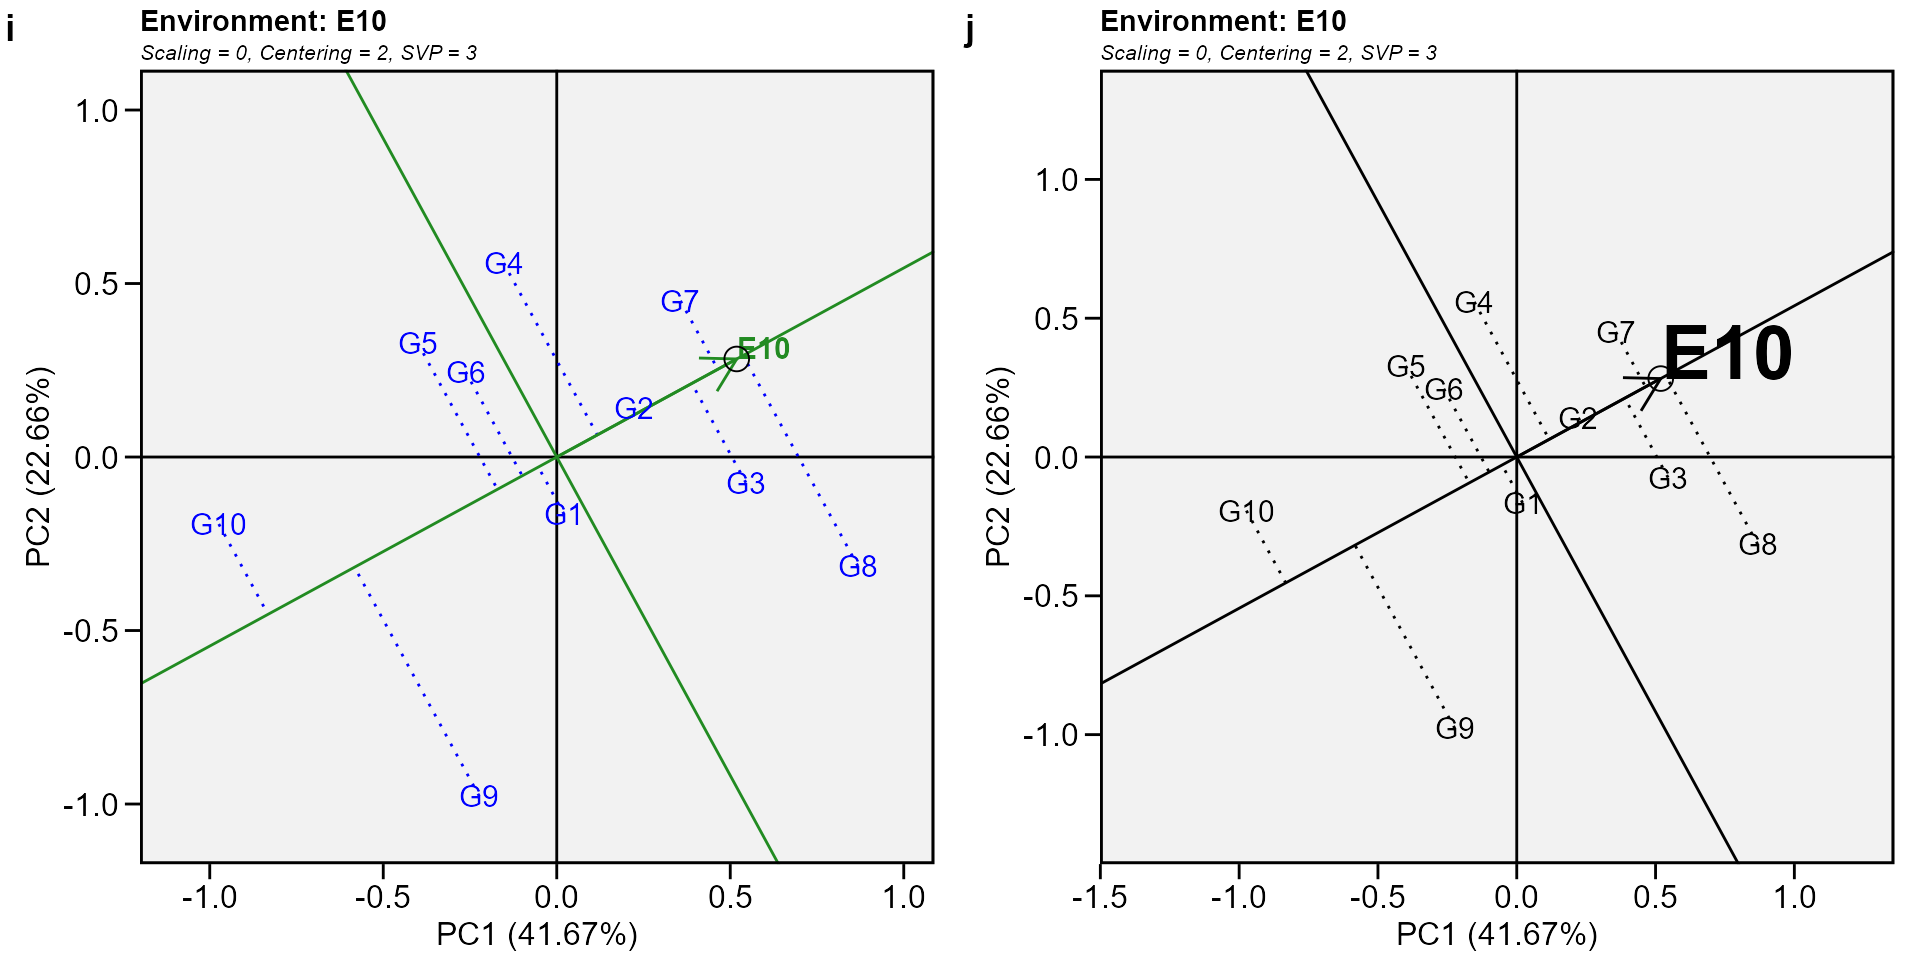 i
Environment: E10
Scaling = 0, Centering = 2, SVP = 3
1.0
0.5
0.0
-0.5
-1.0
PC2 (22.66%)
G4
G7
G5
G6
E10
G2
G3
G1
G10
G8
G9
-1.0 -0.5 0.0 0.5 1.0
PC1 (41.67%)
j
Environment: E10
Scaling = 0, Centering = 2, SVP = 3
1.0
0.5
0.0
-0.5
-1.0
PC2 (22.66%)
G4
G7
E10
G5
G6
G2
G3
G1
G10
G8
G9
-1.5 -1.0 -0.5 0.0 0.5 1.0
PC1 (41.67%)